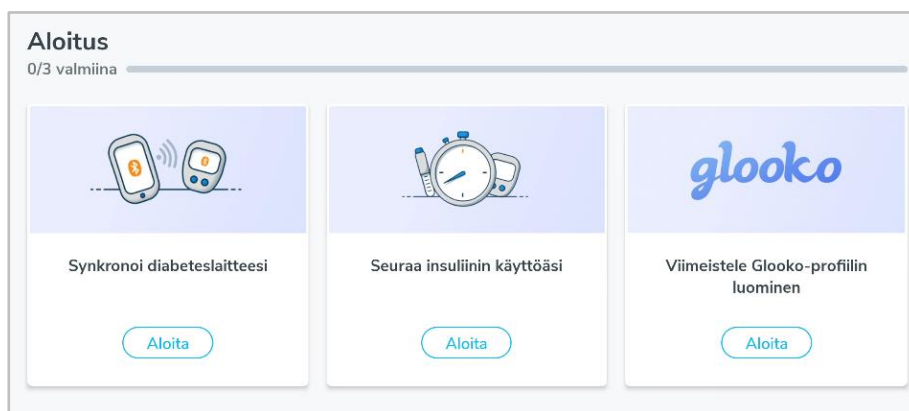 Aloitus
0/3 valmiina
glooko
Synkronoi diabeteslaitteesi
Seuraa insuliinin käyttöäsi
Viimeistele Glooko-profiilin
luominen
Aloita
Aloita
Aloita